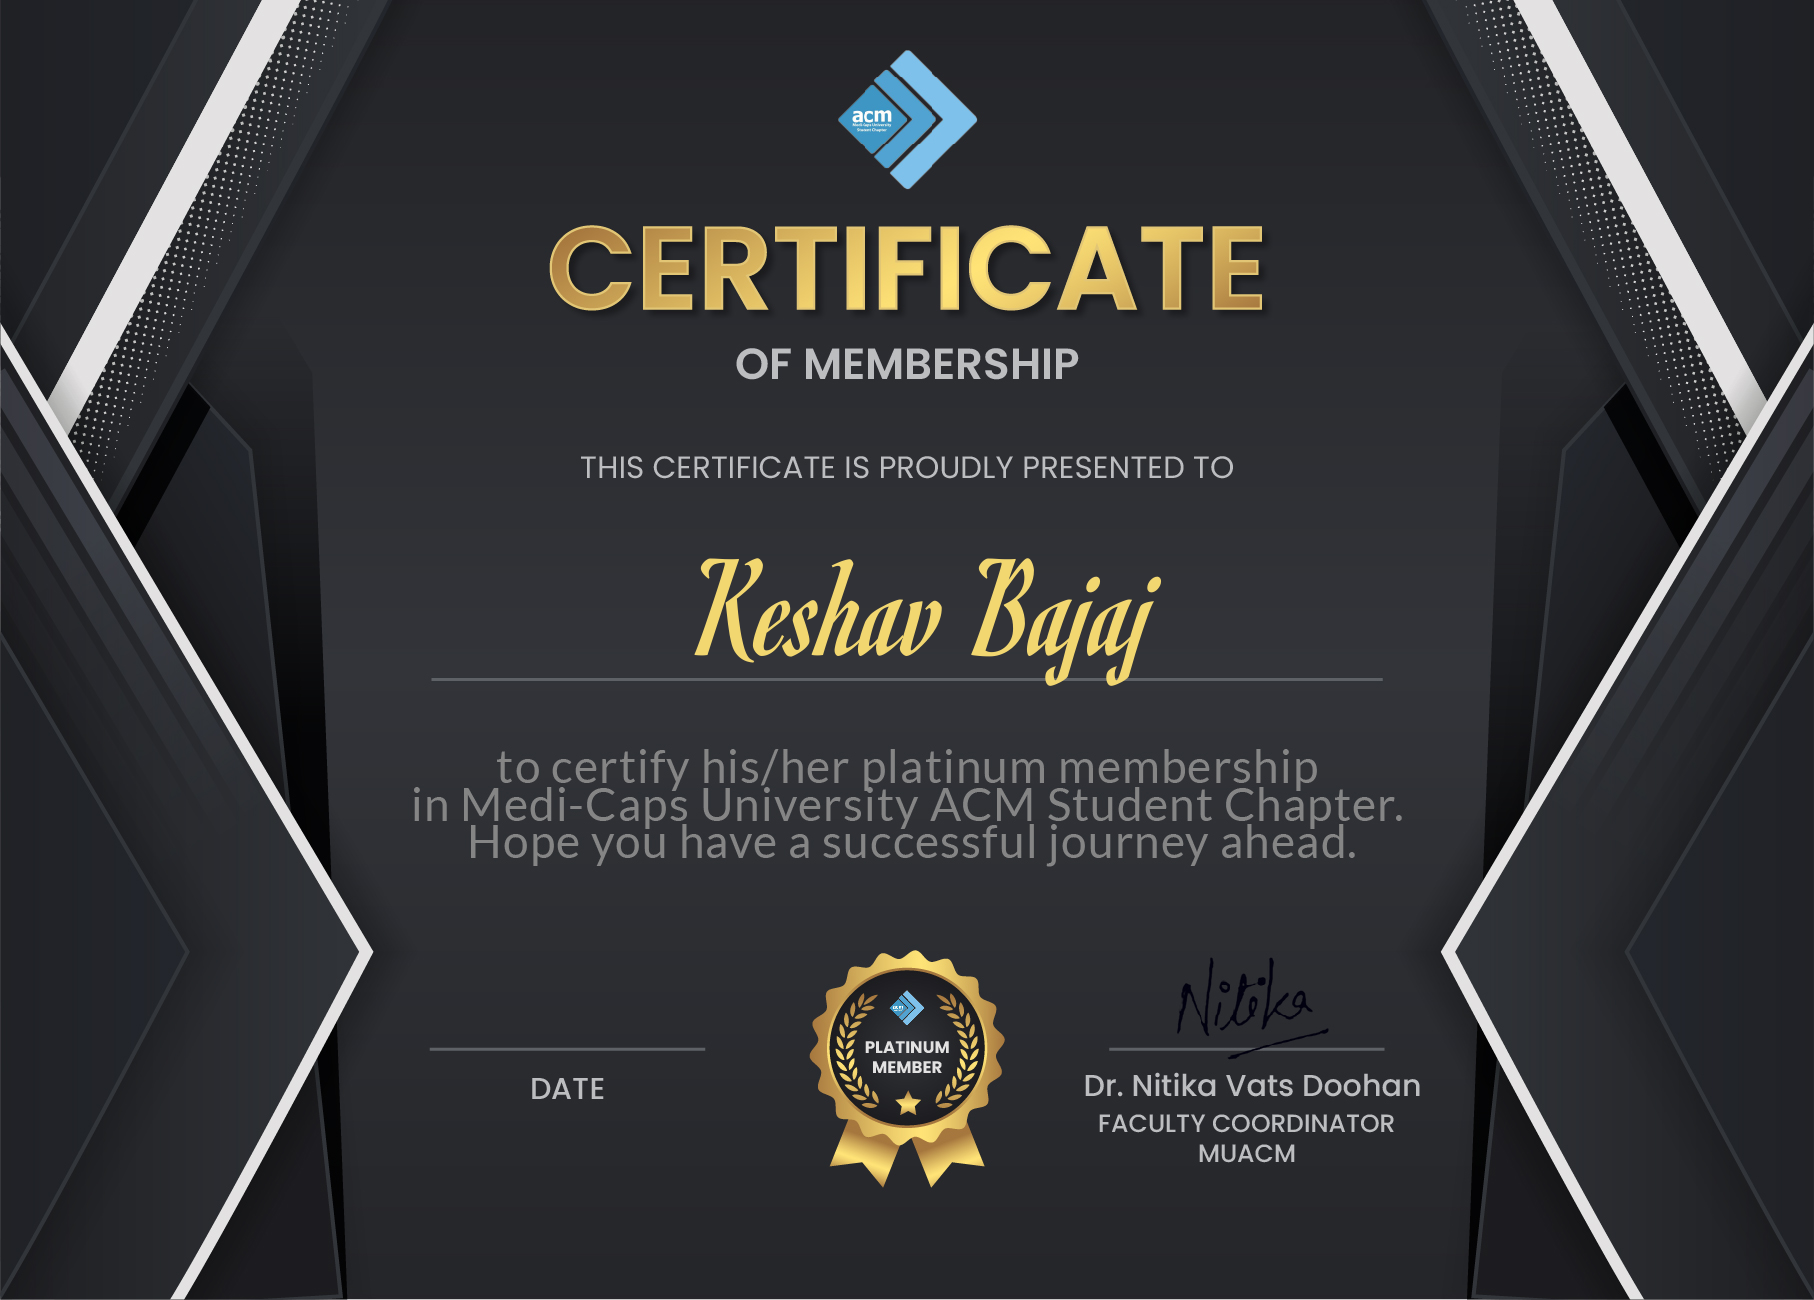 acm
Medi-Caps University
Student Chapter
CERTIFICATE
OF MEMBERSHIP
THIS CERTIFICATE IS PROUDLY PRESENTED TO
Keshav Bajaj
to certify his/her platinum membership
in Medi-Caps University ACM Student Chapter.
Hope you have a successful journey ahead.
DATE
PLATINUM
MEMBER
Nitika
Dr. Nitika Vats Doohan
FACULTY COORDINATOR
MUACM